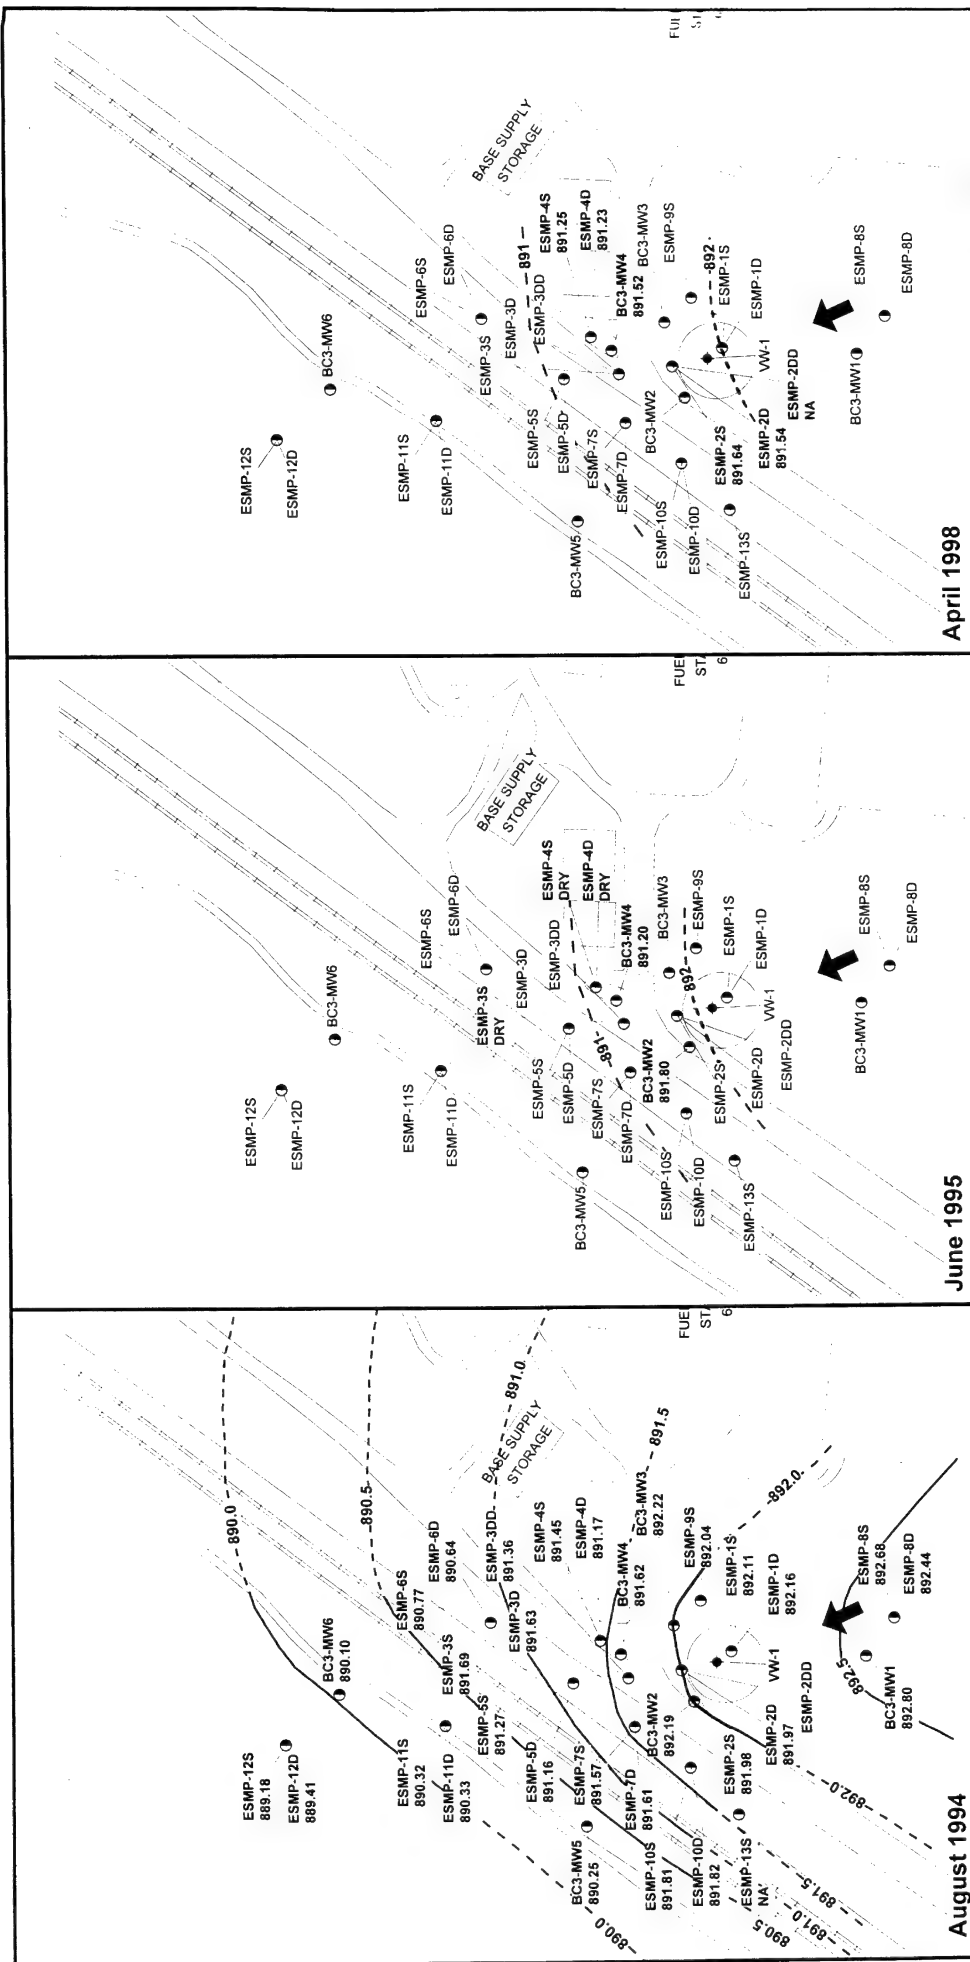 August 1994
890.0
890.5
891.0
891.5
892.0
892.5
890.0
890.5
891.0
891.5
892.0
ESMP-12S
889.18
ESMP-12D
889.41
BC3-MW6
890.10
ESMP-11S
890.32
ESMP-11D
890.33
ESMP-6S
890.77
ESMP-6D
890.64
ESMP-3S
891.69
ESMP-3D
891.63
ESMP-3DD
891.36
ESMP-5S
891.27
ESMP-5D
891.16
ESMP-4S
891.45
ESMP-4D
891.17
BC3-MW4
891.62
BC3-MW3
892.22
ESMP-7S
891.57
ESMP-7D
891.61
BC3-MW2
892.19
ESMP-9S
892.04
ESMP-1S
892.11
ESMP-1D
892.16
VW-1
BC3-MW5
890.25
ESMP-10S
891.81
ESMP-10D
891.82
ESMP-13S
NA
ESMP-2S
891.98
ESMP-2D
891.97
ESMP-2DD
BC3-MW1
892.80
ESMP-8S
892.68
ESMP-8D
892.44
BASE SUPPLY
STORAGE
FUE
ST
6
June 1995
ESMP-12S
ESMP-12D
BC3-MW6
ESMP-11S
ESMP-11D
ESMP-6S
ESMP-6D
ESMP-3S
DRY
ESMP-3D
ESMP-3DD
ESMP-5S
ESMP-5D
ESMP-4S
DRY
ESMP-4D
DRY
BC3-MW4
891.20
BC3-MW3
ESMP-7S
ESMP-7D
BC3-MW2
891.80
ESMP-9S
ESMP-1S
ESMP-1D
VW-1
BC3-MW5
ESMP-10S
ESMP-10D
ESMP-13S
ESMP-2S
ESMP-2D
ESMP-2DD
BC3-MW1
ESMP-8S
ESMP-8D
891
892
BASE SUPPLY
STORAGE
FUE
ST
6
April 1998
ESMP-12S
ESMP-12D
BC3-MW6
ESMP-11S
ESMP-11D
ESMP-6S
ESMP-6D
ESMP-3S
ESMP-3D
ESMP-3DD
ESMP-5S
ESMP-5D
ESMP-4S
891.25
ESMP-4D
891.23
BC3-MW4
891.52
BC3-MW3
ESMP-7S
ESMP-7D
BC3-MW2
ESMP-9S
ESMP-1S
ESMP-1D
VW-1
BC3-MW5
ESMP-10S
ESMP-10D
ESMP-13S
ESMP-2S
891.64
ESMP-2D
891.54
ESMP-2DD
NA
BC3-MW1
ESMP-8S
ESMP-8D
891
892
BASE SUPPLY
STORAGE
FUI